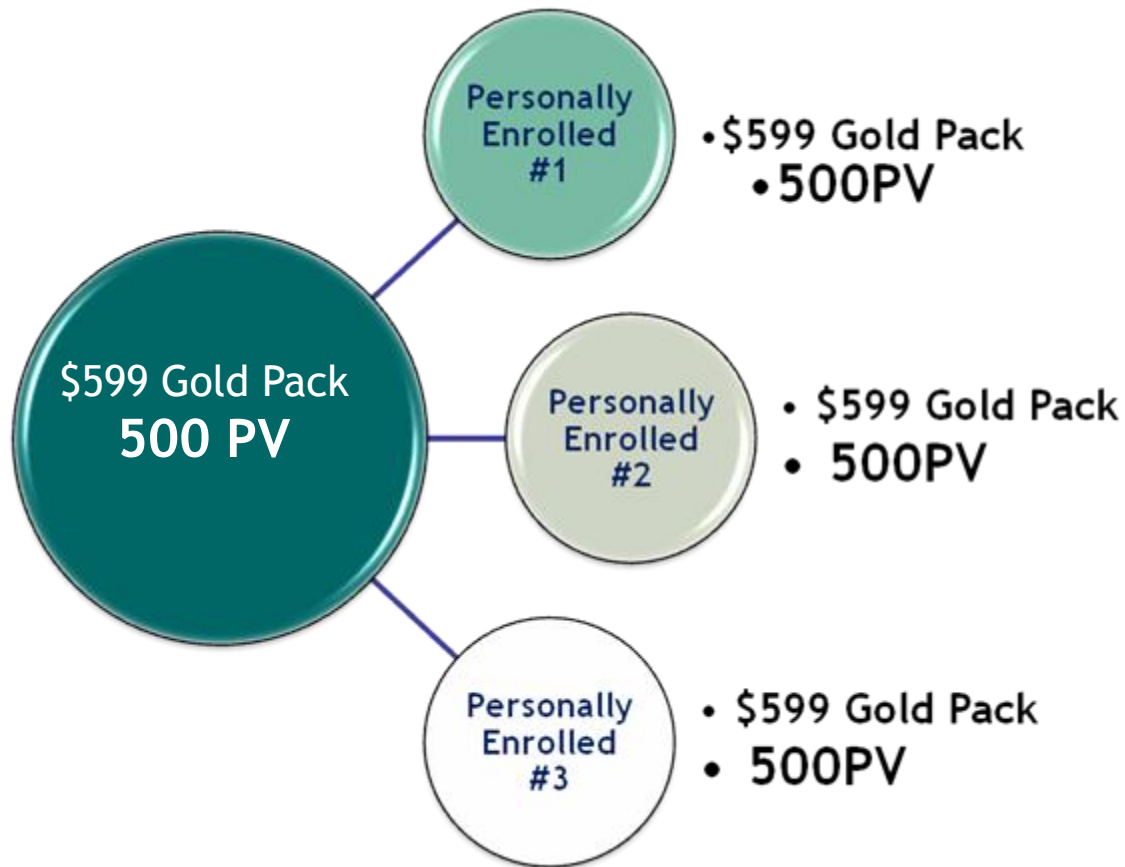 Personally
Enrolled
#1
•$599 Gold Pack
•500PV
$599 Gold Pack
500 PV
Personally
Enrolled
#2
• $599 Gold Pack
• 500PV
Personally
Enrolled
#3
• $599 Gold Pack
• 500PV